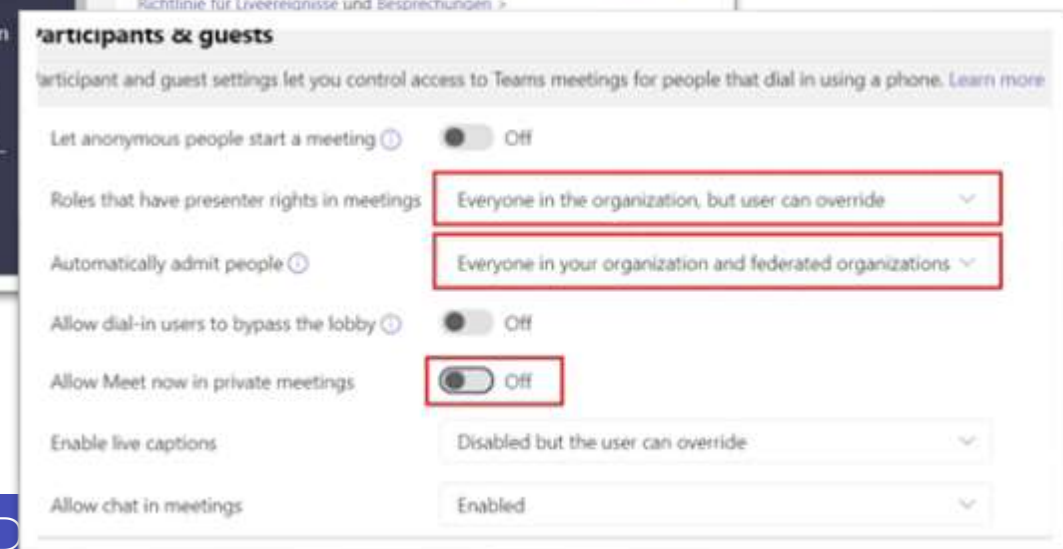 Richtlinie für Liveereignisse und Besprechungen >
Participants & guests
Participant and guest settings let you control access to Teams meetings for people that dial in using a phone. Learn more
Let anonymous people start a meeting Off
Roles that have presenter rights in meetings Everyone in the organization, but user can override
Automatically admit people Everyone in your organization and federated organizations
Allow dial-in users to bypass the lobby Off
Allow Meet now in private meetings Off
Enable live captions Disabled but the user can override
Allow chat in meetings Enabled